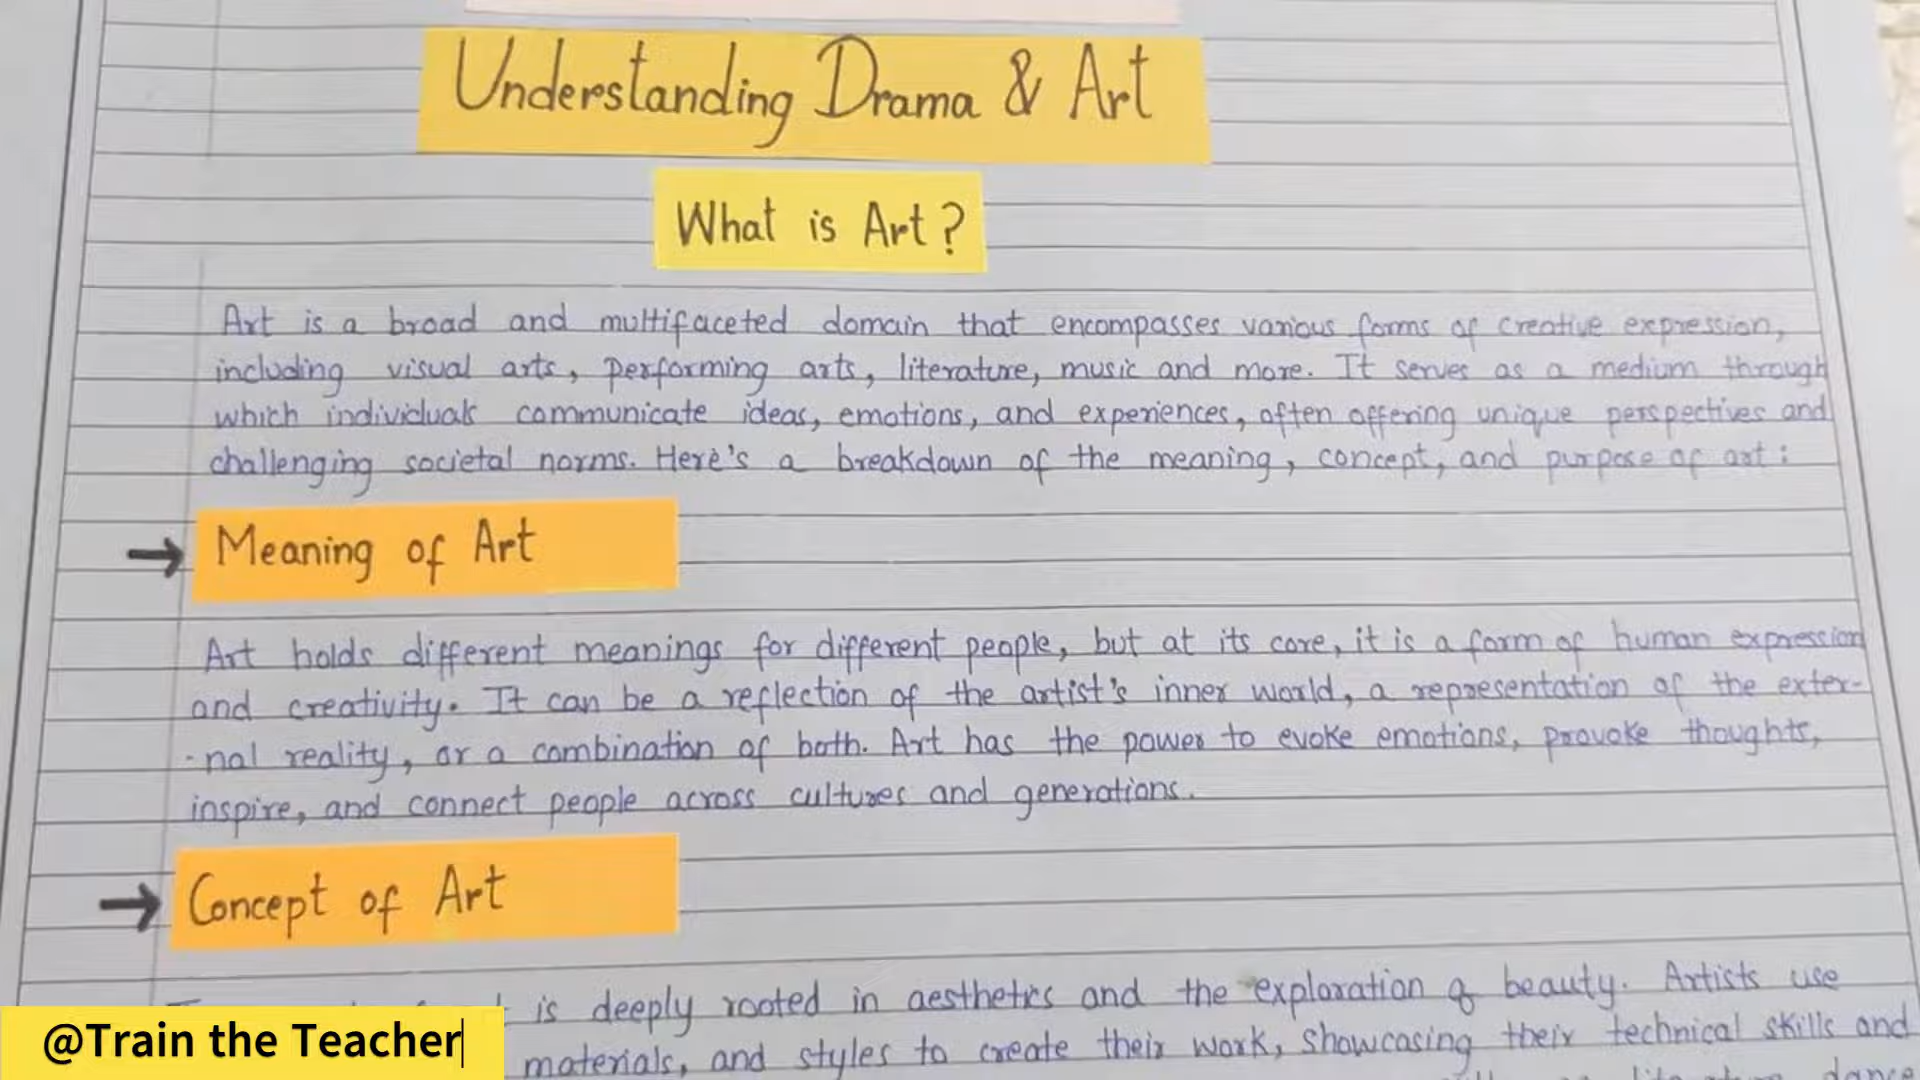 Understanding Drama & Art
What is Art?
Art is a broad and multifaceted domain that encompasses various forms of creative expression,
including visual arts, performing arts, literature, music and more. It serves as a medium through
which individuals communicate ideas, emotions, and experiences, often offering unique perspectives and
challenging societal norms. Here's a breakdown of the meaning, concept, and purpose of art:
→ Meaning of Art
Art holds different meanings for different people, but at its core, it is a form of human expression
and creativity. It can be a reflection of the artist's inner world, a representation of the exter-
-nal reality, or a combination of both. Art has the power to evoke emotions, provoke thoughts,
inspire, and connect people across cultures and generations.
→ Concept of Art
is deeply rooted in aesthetics and the exploration of beauty. Artists use
materials, and styles to create their work, showcasing their technical skills and
dance
@Train the Teacher